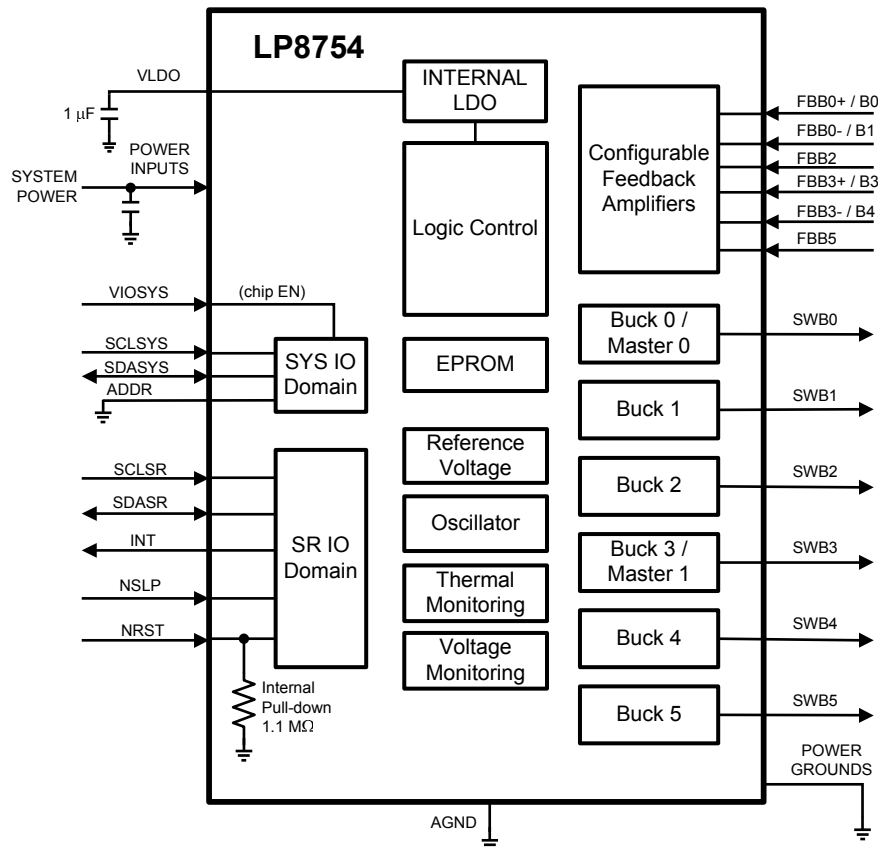 LP8754
VLDO
1 μF
INTERNAL
LDO
POWER
INPUTS
SYSTEM
POWER
Logic Control
Configurable
Feedback
Amplifiers
FBB0+ / B0
FBB0- / B1
FBB2
FBB3+ / B3
FBB3- / B4
FBB5
VIOSYS
(chip EN)
SCLSYS
SDASYS
ADDR
SYS IO
Domain
EPROM
Buck 0 /
Master 0
SWB0
Buck 1
SWB1
Reference
Voltage
Buck 2
SWB2
SCLSR
SDASR
INT
NSLP
NRST
SR IO
Domain
Oscillator
Buck 3 /
Master 1
SWB3
Thermal
Monitoring
Buck 4
SWB4
Voltage
Monitoring
Internal
Pull-down
1.1 MΩ
Buck 5
SWB5
POWER
GROUNDS
AGND